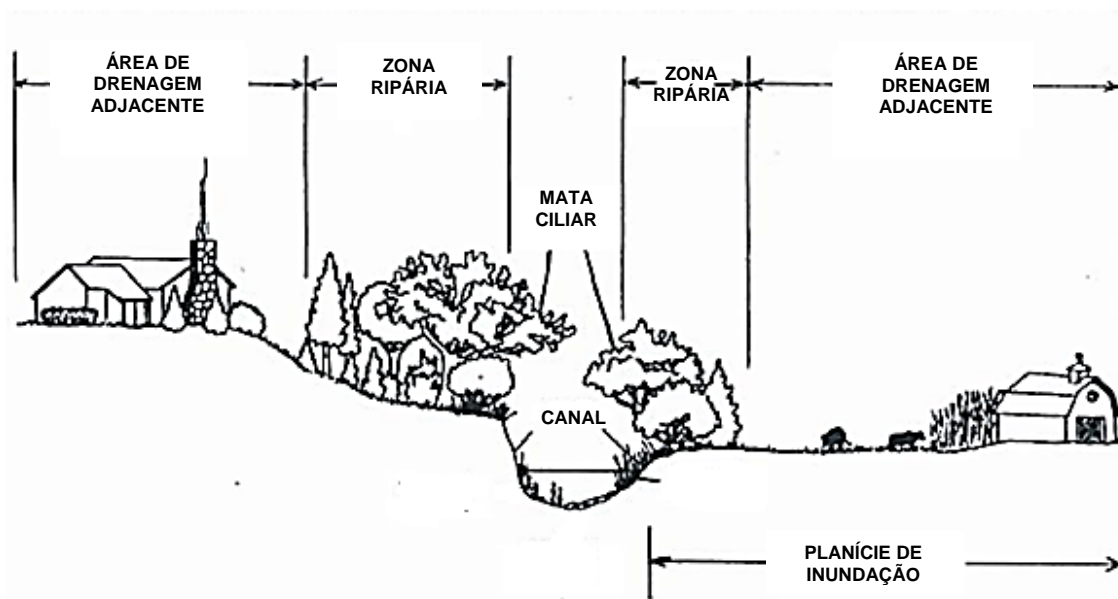 ÁREA DE
DRENAGEM
ADJACENTE
ZONA
RIPÁRIA
ZONA
RIPÁRIA
ÁREA DE
DRENAGEM
ADJACENTE
MATA
CILIAR
CANAL
PLANÍCIE DE
INUNDAÇÃO